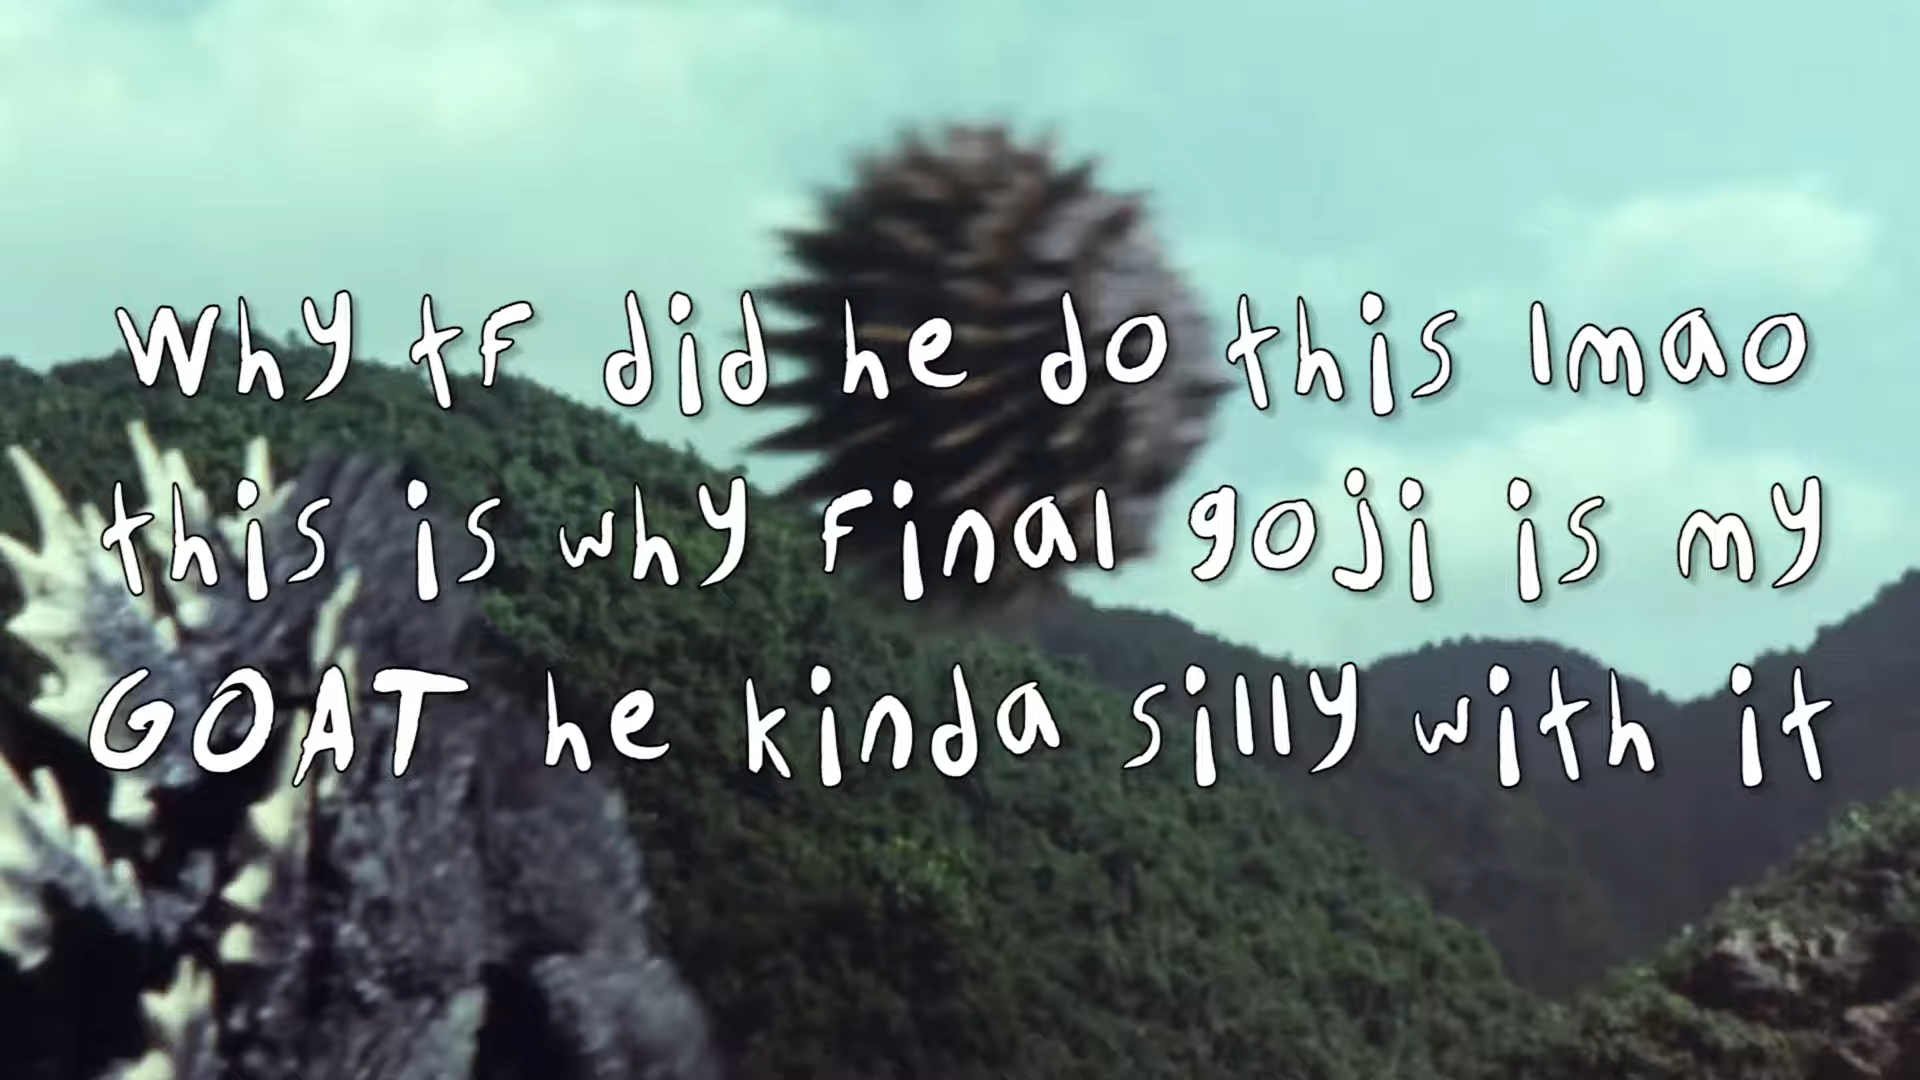 Why tf did he do this lmao
this is why final goji is my
GOAT he kinda silly with it